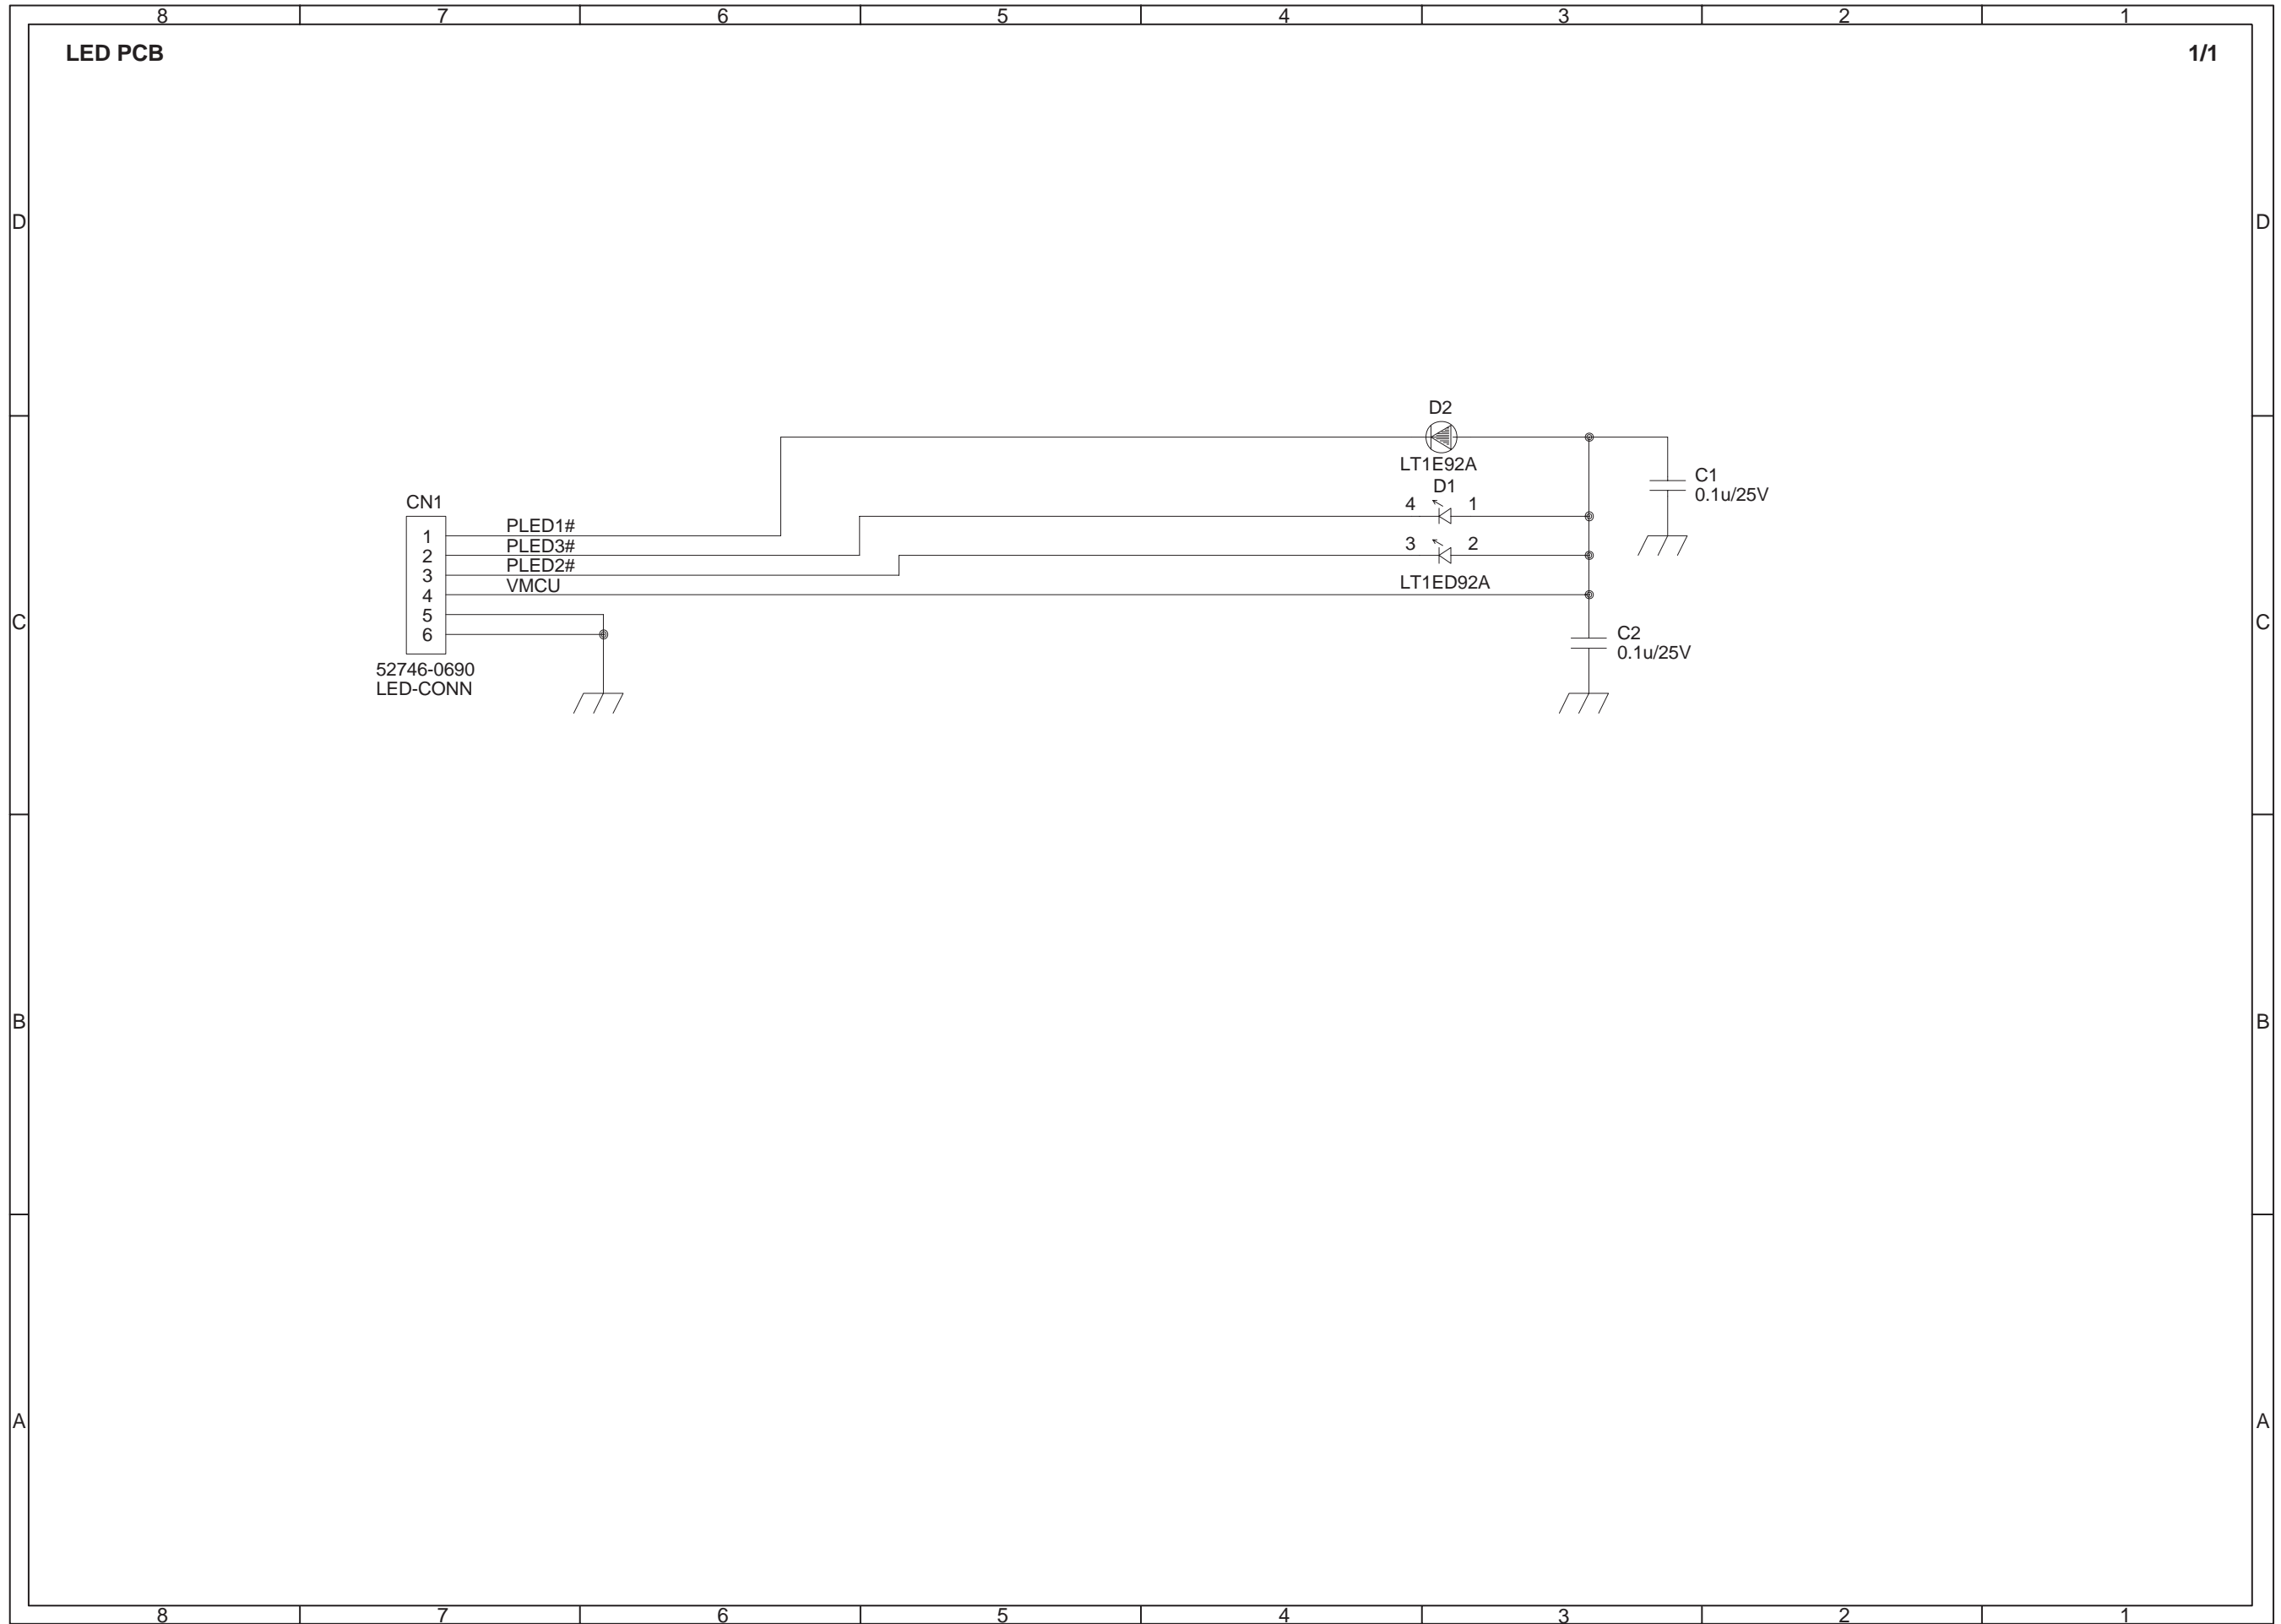 8 7 6 5 4 3 2 1
LED PCB
1/1
D
D
D2
LT1E92A
C1
0.1u/25V
D1
4 1
CN1
1 PLED1#
2 PLED3#
3 PLED2#
4 VMCU
5
6
3 2
LT1ED92A
C
C
C2
0.1u/25V
52746-0690
LED-CONN
B
B
A
A
8 7 6 5 4 3 2 1